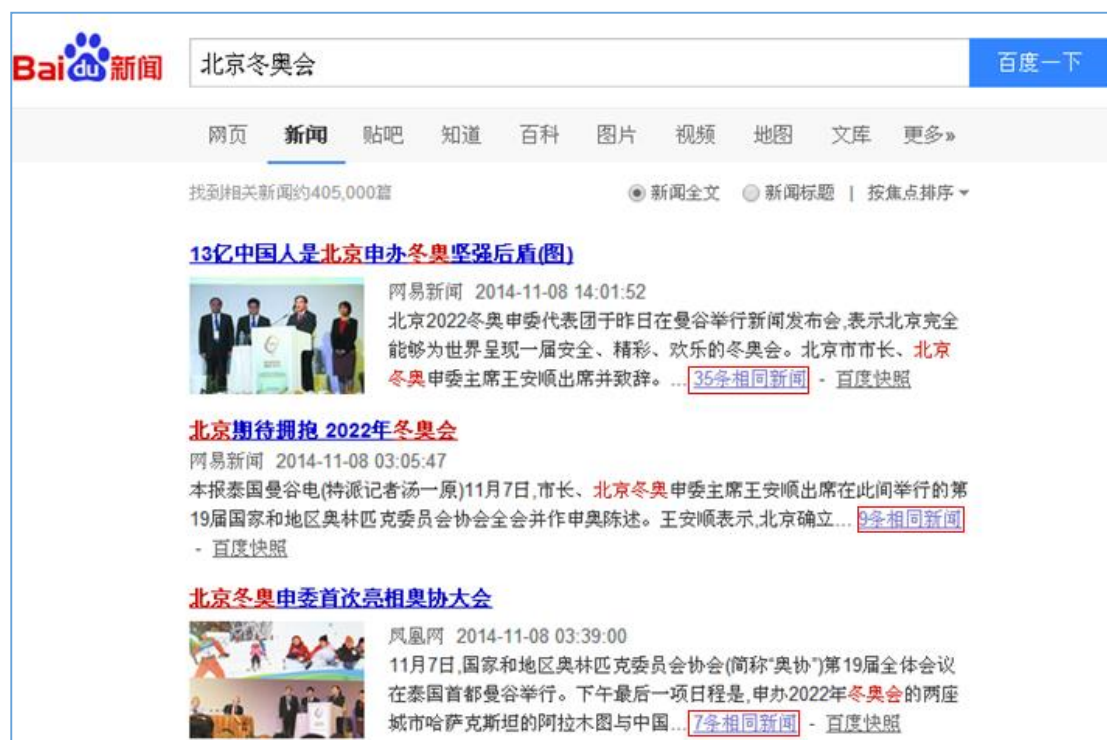 Bai du 新闻 北京冬奥会 百度一下
网页 新闻 贴吧 知道 百科 图片 视频 地图 文库 更多»
找到相关新闻约405,000篇 新闻全文 新闻标题 | 按焦点排序
13亿中国人是北京申办冬奥坚强后盾(图)
网易新闻 2014-11-08 14:01:52
北京2022冬奥申委代表团于昨日在曼谷举行新闻发布会,表示北京完全
能够为世界呈现一届安全、精彩、欢乐的冬奥会。北京市市长、北京
冬奥申委主席王安顺出席并致辞。...35条相同新闻 - 百度快照
北京期待拥抱 2022年冬奥会
网易新闻 2014-11-08 03:05:47
本报泰国曼谷电(特派记者汤一原)11月7日,市长、北京冬奥申委主席王安顺出席在此间举行的第
19届国家和地区奥林匹克委员会协会全会并作申奥陈述。王安顺表示,北京确立... 9条相同新闻
- 百度快照
北京冬奥申委首次亮相奥协大会
凤凰网 2014-11-08 03:39:00
11月7日,国家和地区奥林匹克委员会协会(简称“奥协”)第19届全体会议
在泰国首都曼谷举行。下午最后一项日程是,申办2022年冬奥会的两座
城市哈萨克斯坦的阿拉木图与中国...7条相同新闻 - 百度快照